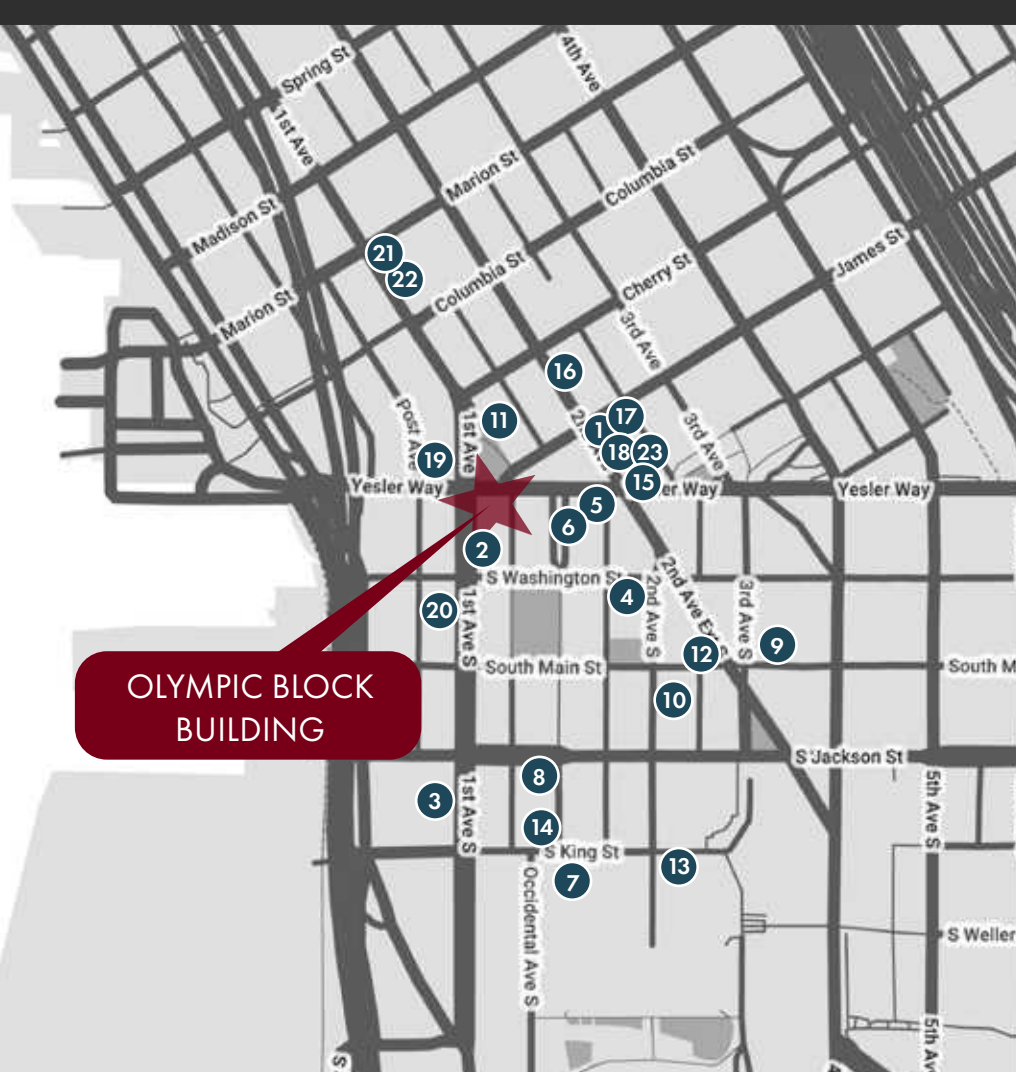 4th Ave
Spring St
1st Ave
Marion St
Columbia St
Madison St
James St
21
22
Columbia St
Cherry St
Marion St
3rd Ave
16
Post Ave
1st Ave
11
17
1
3rd Ave
18
23
19
15
Yesler Way
Yesler Way
5
6
2
S Washington St
2nd Ave Ext
4
2nd Ave S
3rd Ave S
20
1st Ave S
9
12
South Main St
South M
OLYMPIC BLOCK
BUILDING
10
S Jackson St
8
3
1st Ave S
5th Ave S
14
S King St
13
7
Occidental Ave S
S Weller
5th Av
S